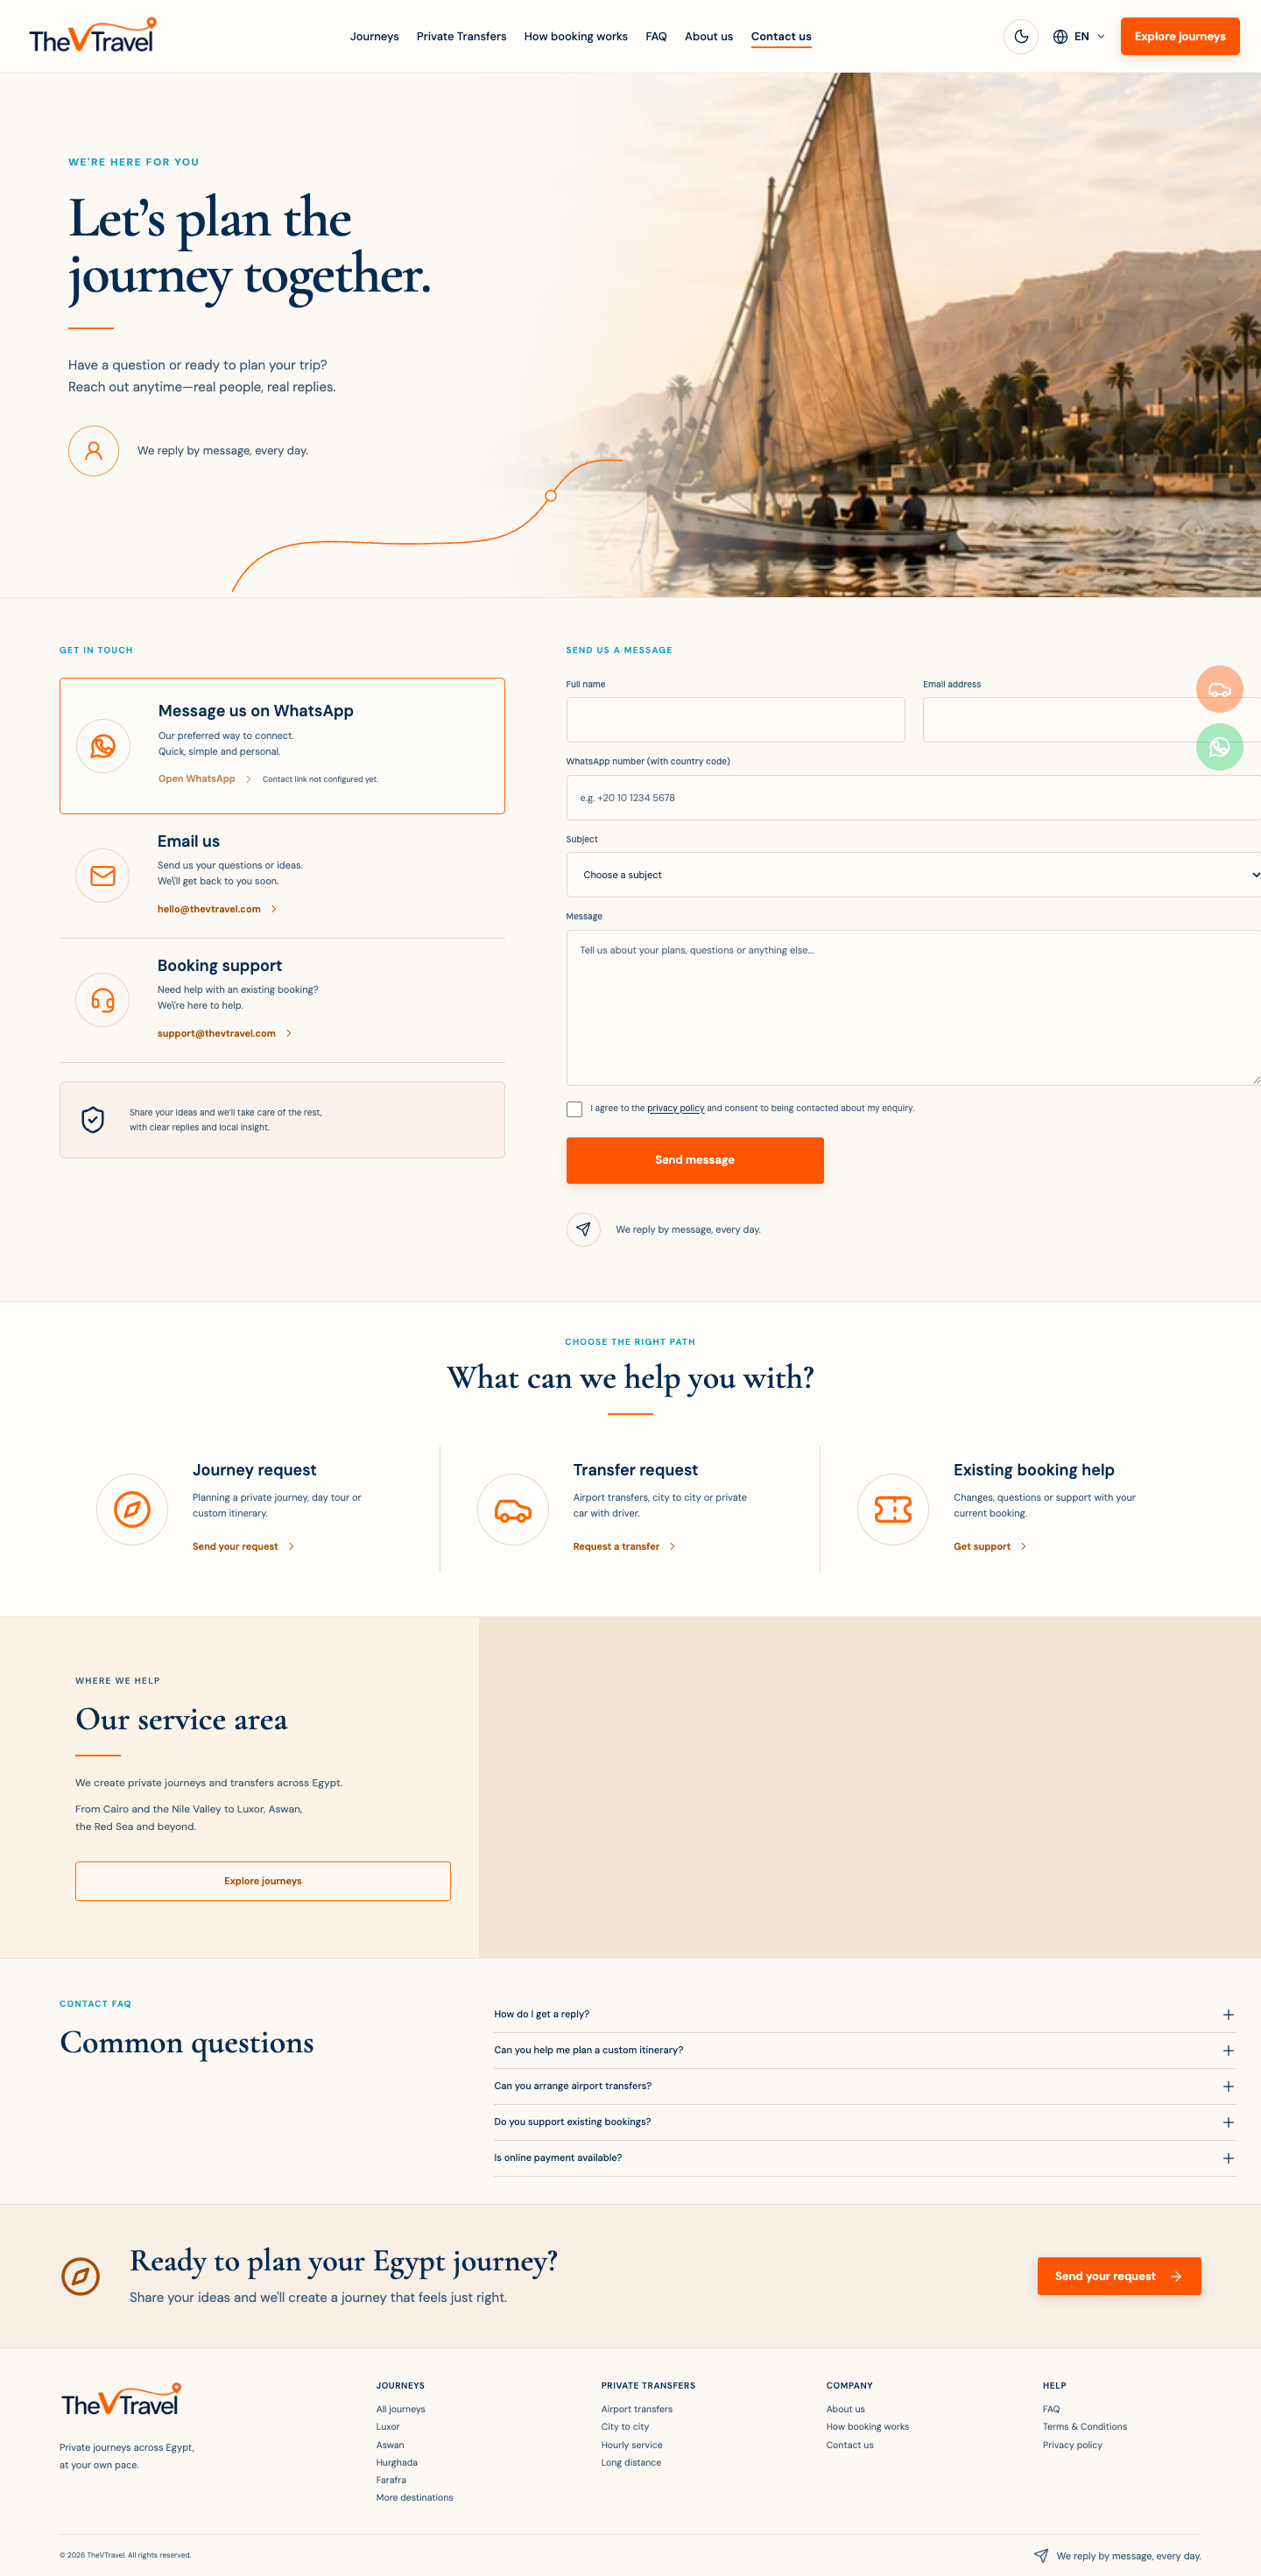 TheVTravel
Journeys
Private Transfers
How booking works
FAQ
About us
Contact us
EN
Explore journeys
WE'RE HERE FOR YOU
Let’s plan the
journey together.
Have a question or ready to plan your trip?
Reach out anytime—real people, real replies.
We reply by message, every day.
GET IN TOUCH
Message us on WhatsApp
Our preferred way to connect.
Quick, simple and personal.
Open WhatsApp
Contact link not configured yet.
Email us
Send us your questions or ideas.
We\'ll get back to you soon.
hello@thevtravel.com
Booking support
Need help with an existing booking?
We\'re here to help.
support@thevtravel.com
Share your ideas and we'll take care of the rest,
with clear replies and local insight.
SEND US A MESSAGE
Full name
Email address
WhatsApp number (with country code)
e.g. +20 10 1234 5678
Subject
Choose a subject
Message
Tell us about your plans, questions or anything else...
I agree to the privacy policy and consent to being contacted about my enquiry.
Send message
We reply by message, every day.
CHOOSE THE RIGHT PATH
What can we help you with?
Journey request
Planning a private journey, day tour or
custom itinerary.
Send your request
Transfer request
Airport transfers, city to city or private
car with driver.
Request a transfer
Existing booking help
Changes, questions or support with your
current booking.
Get support
WHERE WE HELP
Our service area
We create private journeys and transfers across Egypt.
From Cairo and the Nile Valley to Luxor, Aswan,
the Red Sea and beyond.
Explore journeys
CONTACT FAQ
Common questions
How do I get a reply?
Can you help me plan a custom itinerary?
Can you arrange airport transfers?
Do you support existing bookings?
Is online payment available?
Ready to plan your Egypt journey?
Share your ideas and we'll create a journey that feels just right.
Send your request
TheVTravel
Private journeys across Egypt,
at your own pace.
JOURNEYS
All journeys
Luxor
Aswan
Hurghada
Farafra
More destinations
PRIVATE TRANSFERS
Airport transfers
City to city
Hourly service
Long distance
COMPANY
About us
How booking works
Contact us
HELP
FAQ
Terms & Conditions
Privacy policy
© 2026 TheVTravel. All rights reserved.
We reply by message, every day.